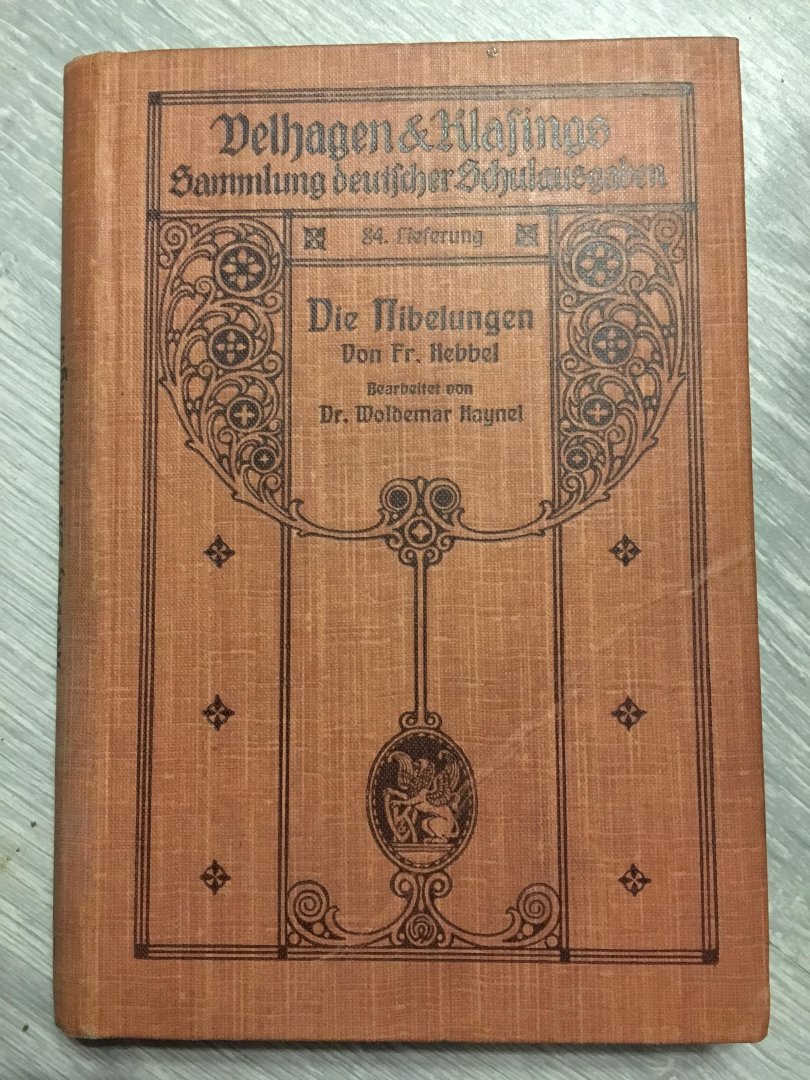 Velhagen & Klasings
Sammlung deutscher Schulausgaben
84. Lieferung
Die Nibelungen
Von Fr. Hebbel
Bearbeitet von
Dr. Woldemar Haynel